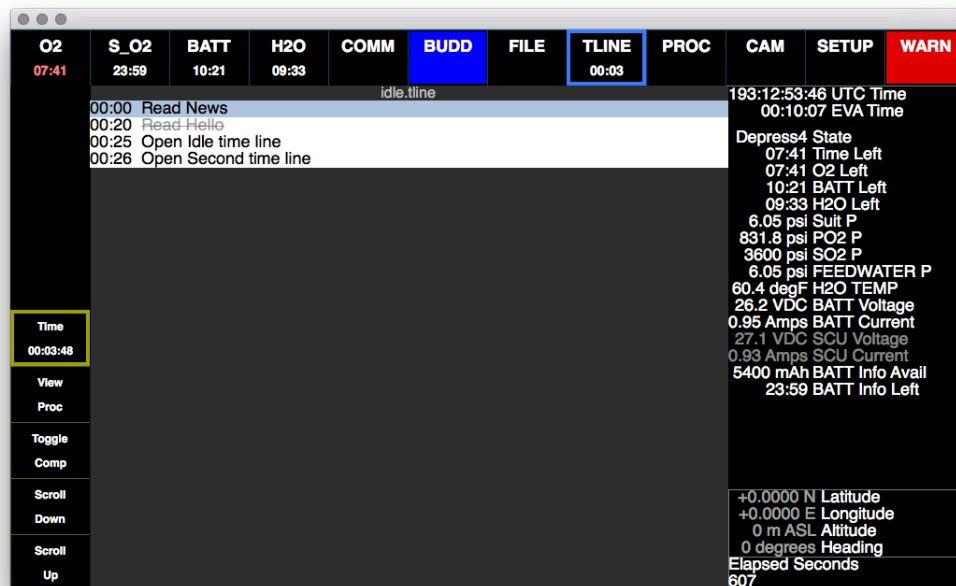 O2 S_O2 BATT H2O COMM BUDD FILE TLINE PROC CAM SETUP WARN
07:41 23:59 10:21 09:33 00:03
idle.tline
00:00 Read News
00:20 Read Hello
00:25 Open Idle time line
00:26 Open Second time line
Time
00:03:48
View
Proc
Toggle
Comp
Scroll
Down
Scroll
Up
193:12:53:46 UTC Time
00:10:07 EVA Time
Depress4 State
07:41 Time Left
07:41 O2 Left
10:21 BATT Left
09:33 H2O Left
6.05 psi Suit P
831.8 psi PO2 P
3600 psi SO2 P
6.05 psi FEEDWATER P
60.4 degF H2O TEMP
26.2 VDC BATT Voltage
0.95 Amps BATT Current
27.1 VDC SCU Voltage
0.93 Amps SCU Current
5400 mAh BATT Info Avail
23:59 BATT Info Left
+0.0000 N Latitude
+0.0000 E Longitude
0 m ASL Altitude
0 degrees Heading
Elapsed Seconds
607